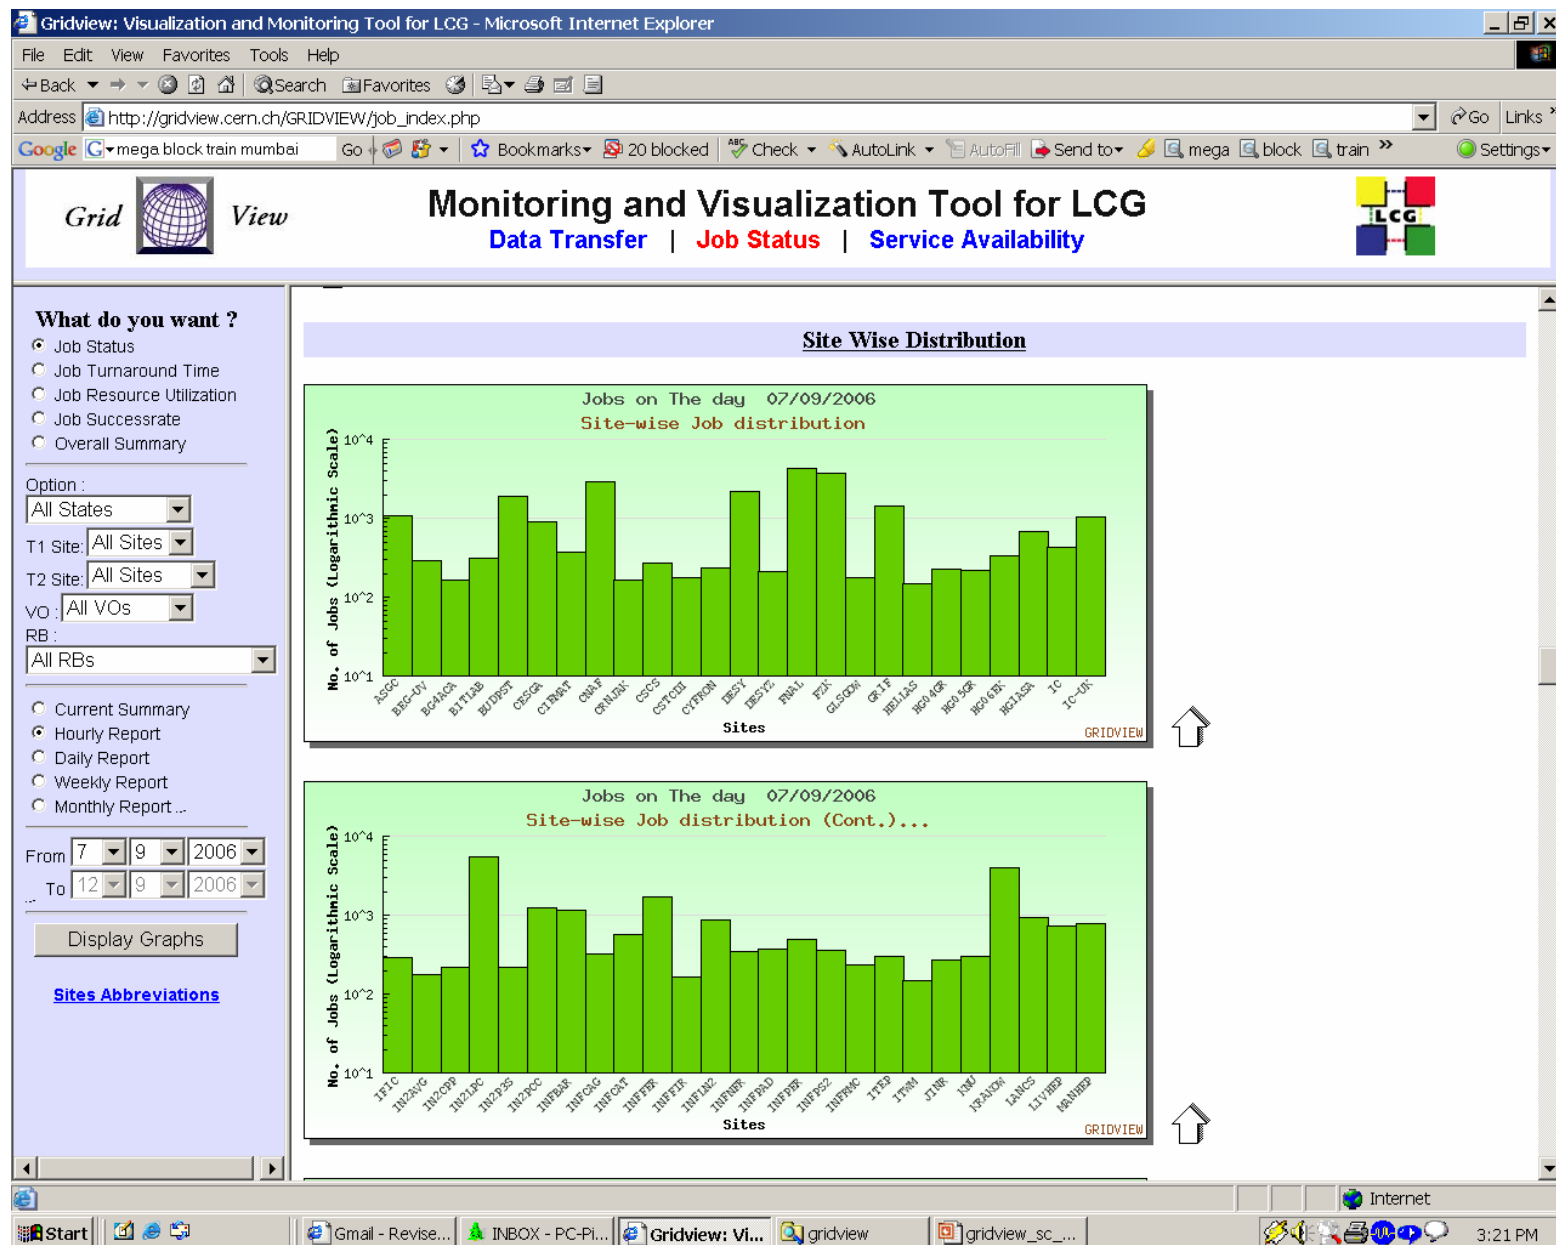 Gridview: Visualization and Monitoring Tool for LCG - Microsoft Internet Explorer
File Edit View Favorites Tools Help
Back Search Favorites
Address http://gridview.cern.ch/GRIDVIEW/job_index.php Go Links »
Google G mega block train mumbai Go Bookmarks 20 blocked ABC Check AutoLink AutoFill Send to mega block train » Settings
Grid View
Monitoring and Visualization Tool for LCG
Data Transfer | Job Status | Service Availability
LCG
What do you want ?
Job Status
Job Turnaround Time
Job Resource Utilization
Job Successrate
Overall Summary
Option :
All States
T1 Site: All Sites
T2 Site: All Sites
VO : All VOs
RB :
All RBs
Current Summary
Hourly Report
Daily Report
Weekly Report
Monthly Report ..
From 7 9 2006
To 12 9 2006
Display Graphs
Sites Abbreviations
Site Wise Distribution
Jobs on The day 07/09/2006
Site-wise Job distribution
No. of Jobs (Logarithmic Scale)
10^4
10^3
10^2
10^1
ASGC BEG-UV BG4ACA BITLAB BUDPST CESGA CIEMAT CNAF CRNJAK CSCS CSTCDI CYFRON DESY DESYZ FNAL FZK GLSGOW GRIF HELLAS HG04GR HG05GR HG06EK HGIASA IC IC-UK
Sites
GRIDVIEW
Jobs on The day 07/09/2006
Site-wise Job distribution (Cont.)...
No. of Jobs (Logarithmic Scale)
10^4
10^3
10^2
10^1
IFIC IN2AVG IN2CPP IN2LPC IN2P3S IN2PCC INFBAR INFCAG INFCAT INFFER INFFIR INFLN2 INFNFR INFPAD INFPER INFPS2 INFRMC ITEP ITWM JINR KNU KRAKOW LANCS LIVHEP MANHEP
Sites
GRIDVIEW
Internet
Start Gmail - Revise... INBOX - PC-Pi... Gridview: Vi... gridview gridview_sc_... 3:21 PM